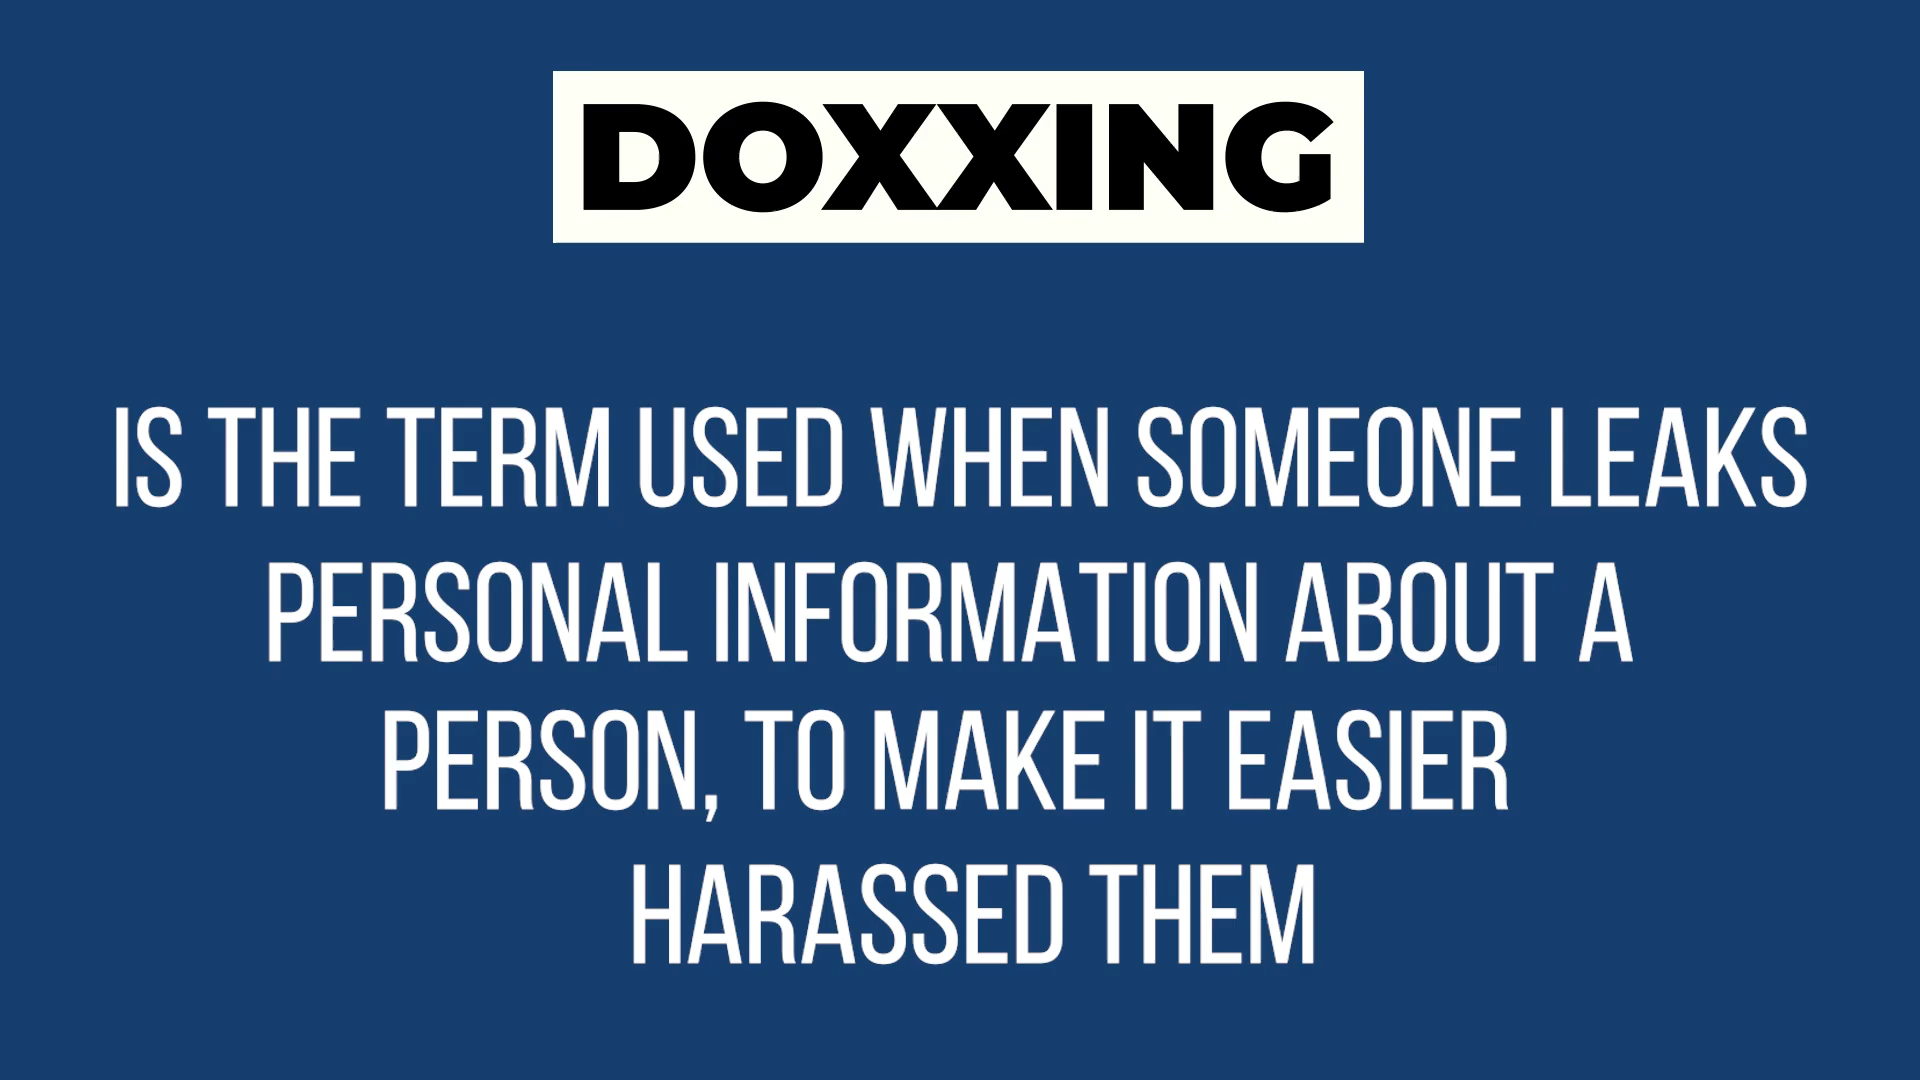 DOXXING
IS THE TERM USED WHEN SOMEONE LEAKS
PERSONAL INFORMATION ABOUT A
PERSON, TO MAKE IT EASIER
HARASSED THEM